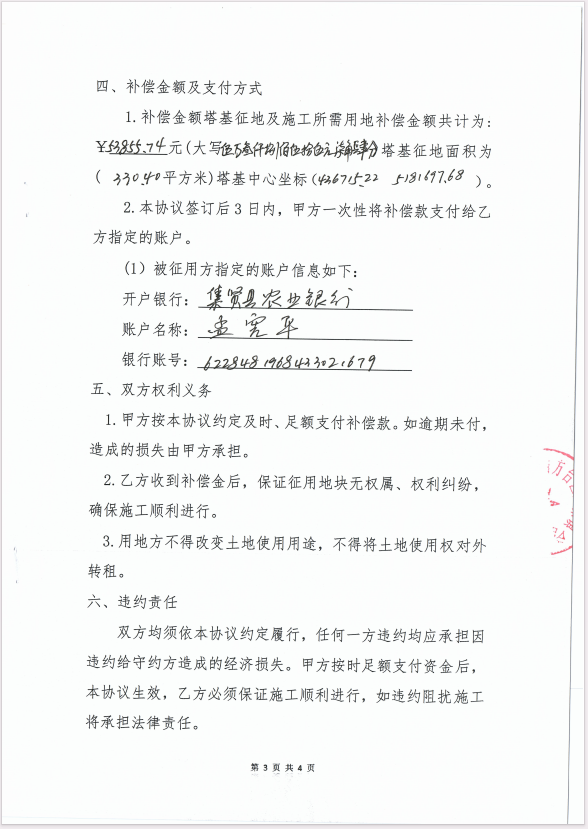 四、补偿金额及支付方式
1.补偿金额塔基征地及施工所需用地补偿金额共计为:
¥53855.74元(大写伍万叁仟捌佰伍拾伍元柒角肆分)塔基征地面积为
(330.40平方米)塔基中心坐标(436715.22 5181697.68)。
2.本协议签订后3日内,甲方一次性将补偿款支付给乙
方指定的账户。
(1)被征用方指定的账户信息如下:
开户银行:集贤县农业银行
账户名称:孟宪平
银行账号:6228481968433021679
五、双方权利义务
1.甲方按本协议约定及时、足额支付补偿款。如逾期未付,
造成的损失由甲方承担。
2.乙方收到补偿金后,保证征用地块无权属、权利纠纷,
确保施工顺利进行。
3.用地方不得改变土地使用用途,不得将土地使用权对外
转租。
六、违约责任
双方均须依本协议约定履行,任何一方违约均应承担因
违约给守约方造成的经济损失。甲方按时足额支付资金后,
本协议生效,乙方必须保证施工顺利进行,如违约阻扰施工
将承担法律责任。
第 3 页 共 4 页